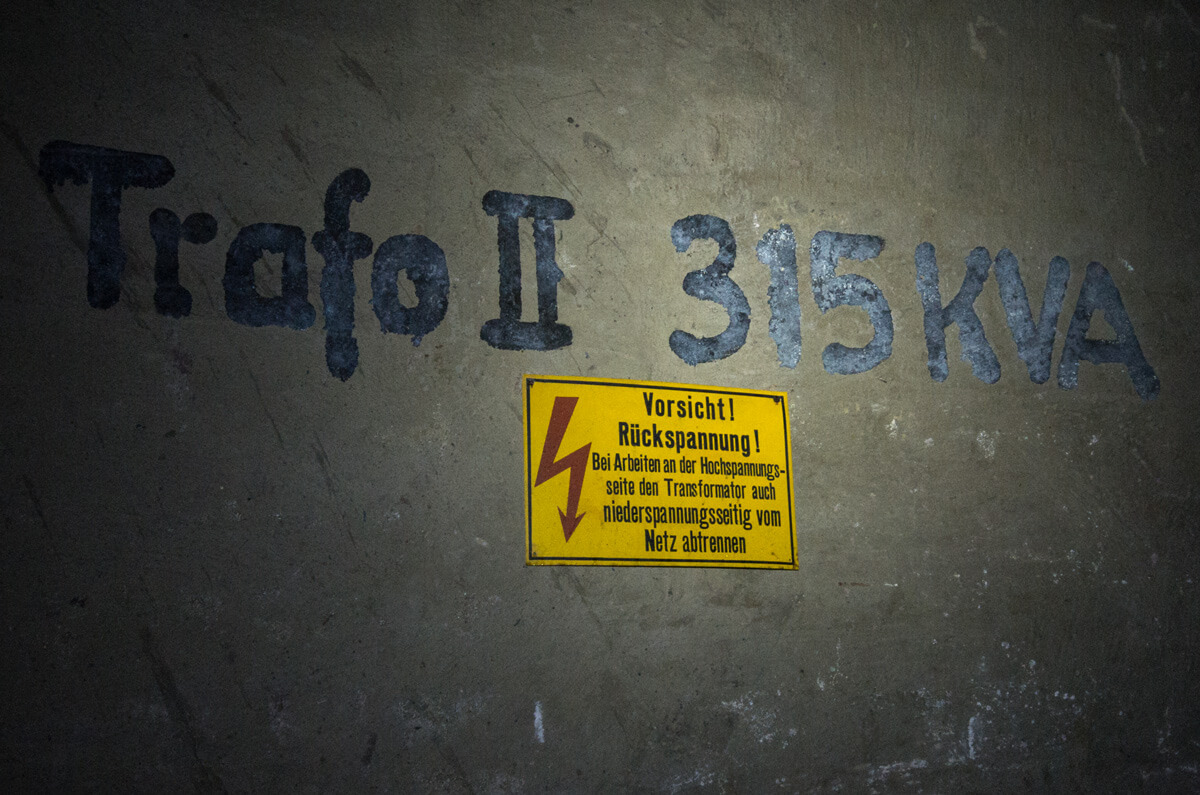 Trafo II 315 KVA
Vorsicht!
Rückspannung!
Bei Arbeiten an der Hochspannungs-
seite den Transformator auch
niederspannungsseitig vom
Netz abtrennen